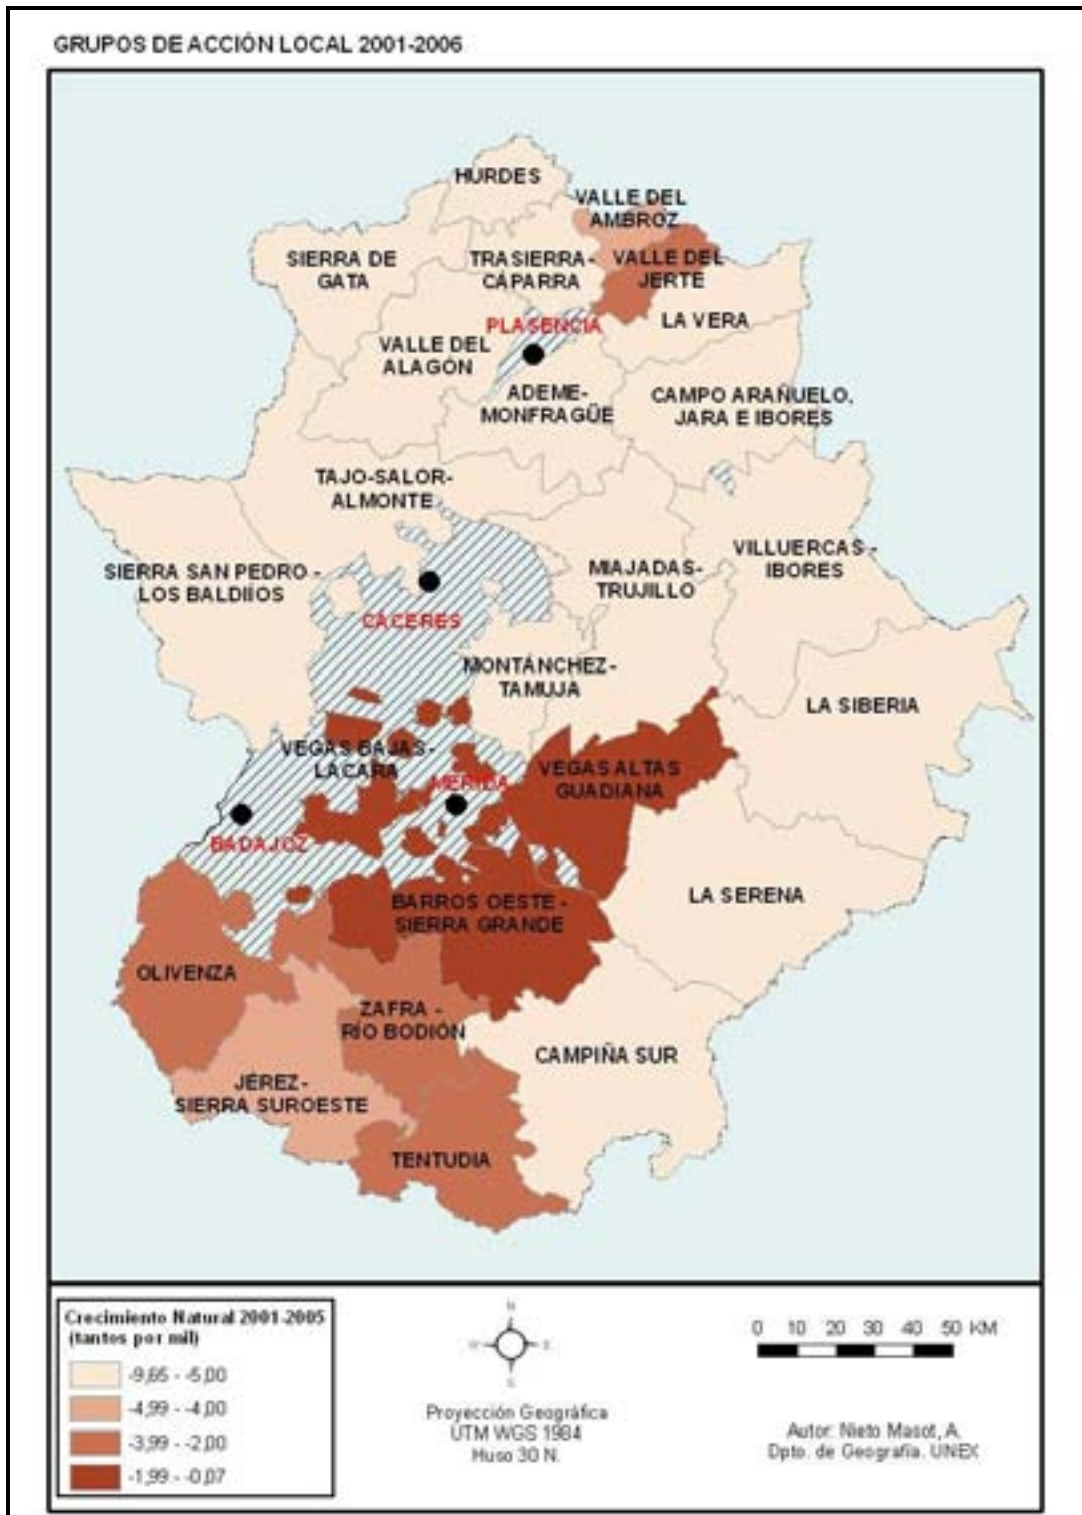 GRUPOS DE ACCIÓN LOCAL 2001-2006
HURDES
VALLE DEL
AMBROZ
SIERRA DE
GATA
TRASIERRA-
CÁPARRA
VALLE DEL
JERTE
LA VERA
PLASENCIA
VALLE DEL
ALAGÓN
ADEME-
MONFRAGÜE
CAMPO ARAÑUELO,
JARA E IBORES
TAJO-SALOR-
ALMONTE
VILLUERCAS -
IBORES
SIERRA SAN PEDRO -
LOS BALDIÍOS
MIAJADAS-
TRUJILLO
CÁCERES
MONTÁNCHEZ-
TAMUJA
LA SIBERIA
VEGAS BAJAS-
LÁCARA
VEGAS ALTAS
GUADIANA
MÉRIDA
BADAJOZ
LA SERENA
BARROS OESTE -
SIERRA GRANDE
OLIVENZA
ZAFRA -
RÍO BODIÓN
CAMPIÑA SUR
JÉREZ-
SIERRA SUROESTE
TENTUDIA
Crecimiento Natural 2001-2005
(tantos por mil)
-9,65 - -5,00
-4,99 - -4,00
-3,99 - -2,00
-1,99 - -0,07
N
W
E
S
Proyección Geográfica
UTM WGS 1984
Huso 30 N.
0 10 20 30 40 50 KM
Autor: Nieto Masot, A.
Dpto. de Geografía. UNEX